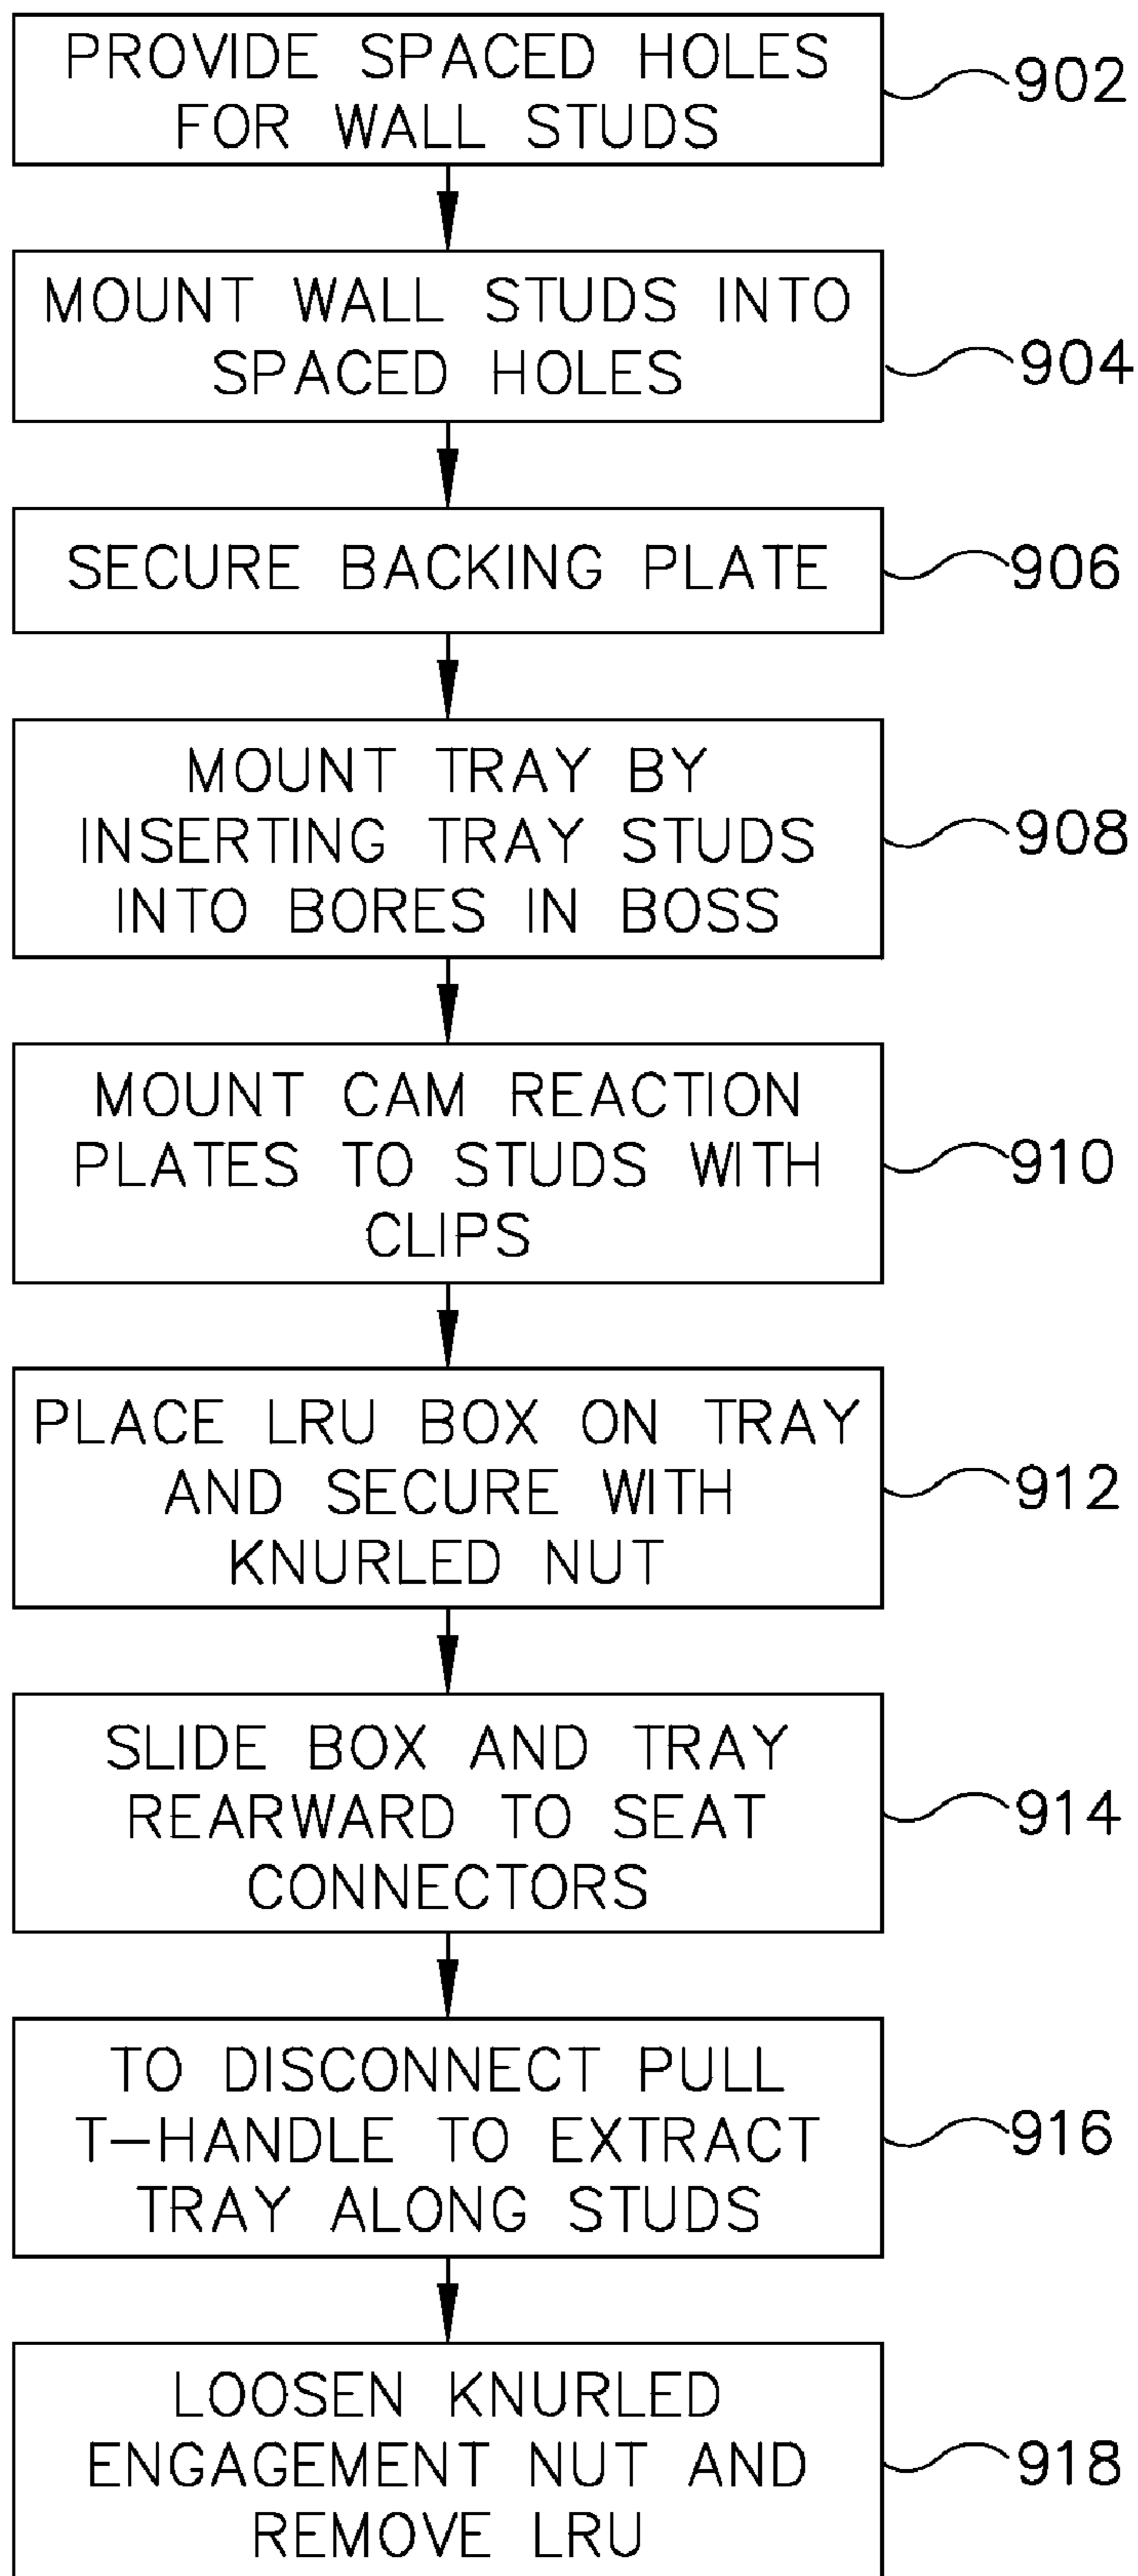 PROVIDE SPACED HOLES
FOR WALL STUDS
902
MOUNT WALL STUDS INTO
SPACED HOLES
904
SECURE BACKING PLATE
906
MOUNT TRAY BY
INSERTING TRAY STUDS
INTO BORES IN BOSS
908
MOUNT CAM REACTION
PLATES TO STUDS WITH
CLIPS
910
PLACE LRU BOX ON TRAY
AND SECURE WITH
KNURLED NUT
912
SLIDE BOX AND TRAY
REARWARD TO SEAT
CONNECTORS
914
TO DISCONNECT PULL
T-HANDLE TO EXTRACT
TRAY ALONG STUDS
916
LOOSEN KNURLED
ENGAGEMENT NUT AND
REMOVE LRU
918